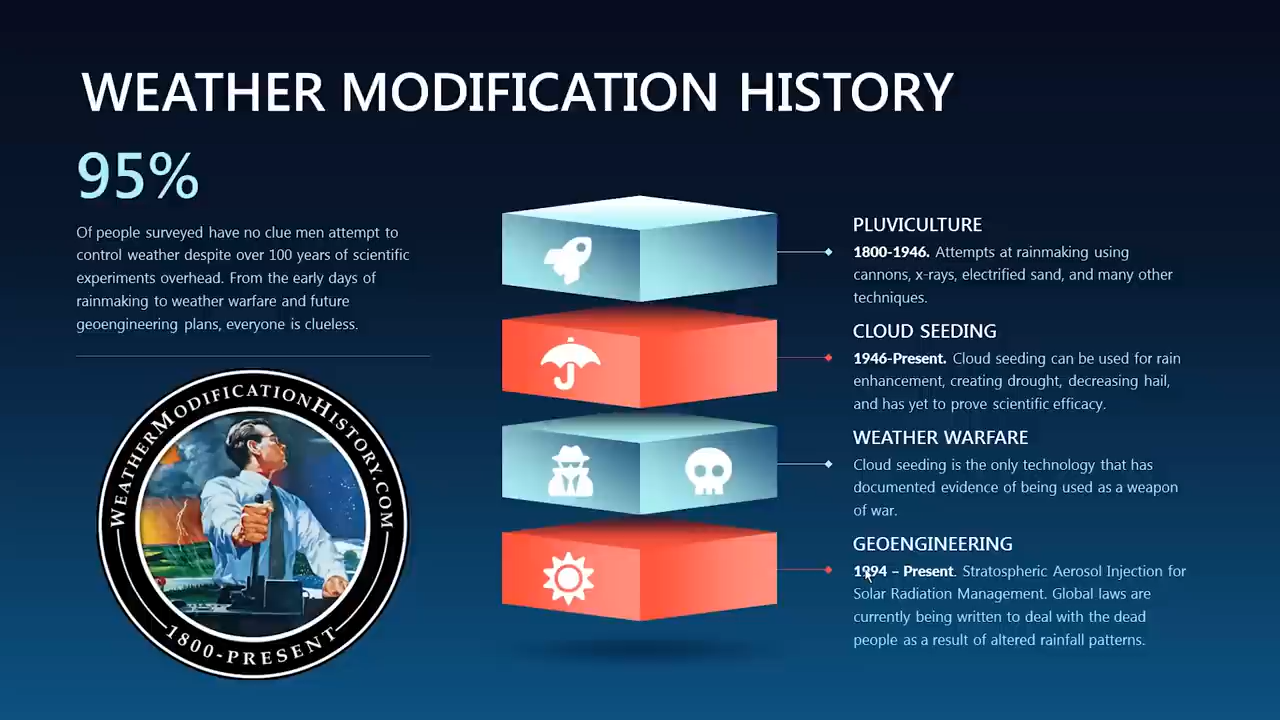 WEATHER MODIFICATION HISTORY
95%
Of people surveyed have no clue men attempt to
control weather despite over 100 years of scientific
experiments overhead. From the early days of
rainmaking to weather warfare and future
geoengineering plans, everyone is clueless.
WEATHERMODIFICATIONHISTORY.COM
1800-PRESENT
PLUVICULTURE
1800-1946. Attempts at rainmaking using
cannons, x-rays, electrified sand, and many other
techniques.
CLOUD SEEDING
1946-Present. Cloud seeding can be used for rain
enhancement, creating drought, decreasing hail,
and has yet to prove scientific efficacy.
WEATHER WARFARE
Cloud seeding is the only technology that has
documented evidence of being used as a weapon
of war.
GEOENGINEERING
1994 – Present. Stratospheric Aerosol Injection for
Solar Radiation Management. Global laws are
currently being written to deal with the dead
people as a result of altered rainfall patterns.